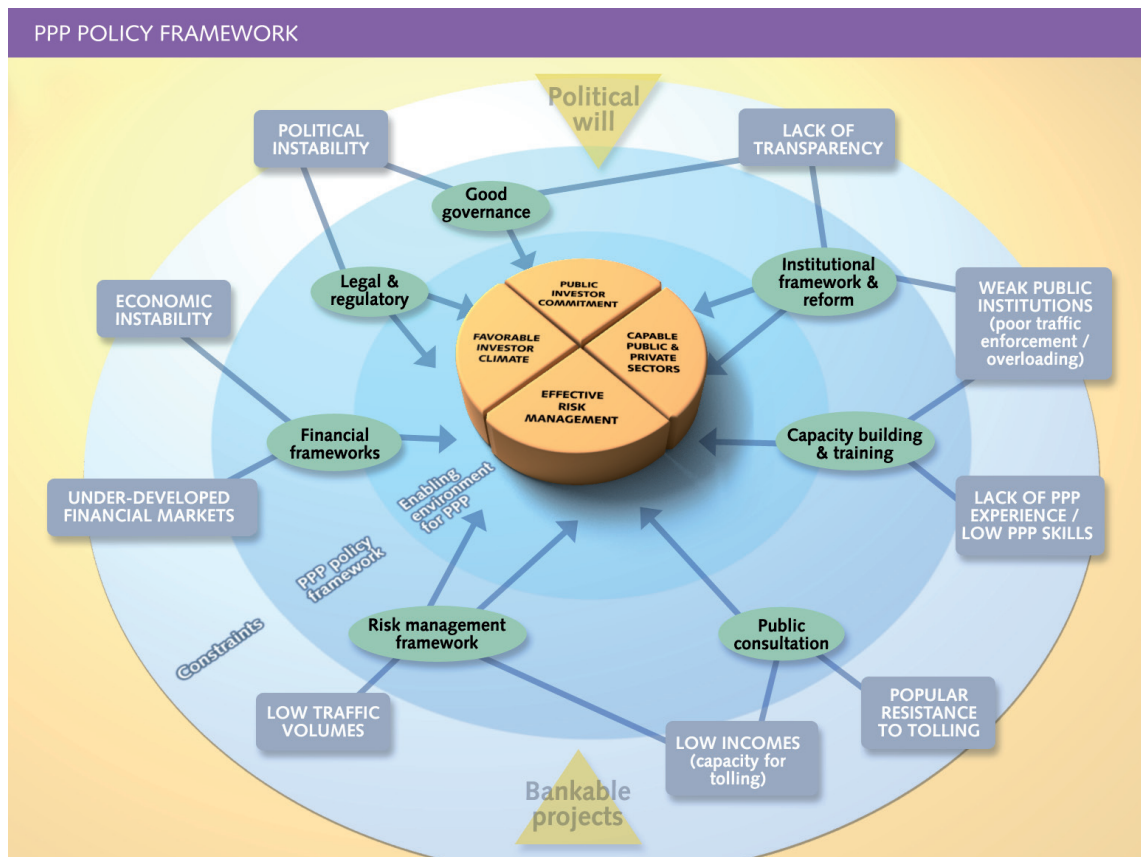 PPP POLICY FRAMEWORK
Political
will
POLITICAL
INSTABILITY
LACK OF
TRANSPARENCY
Good
governance
Legal &
regulatory
Institutional
framework &
reform
ECONOMIC
INSTABILITY
WEAK PUBLIC
INSTITUTIONS
(poor traffic
enforcement /
overloading)
PUBLIC
INVESTOR
COMMITMENT
FAVORABLE
INVESTOR
CLIMATE
CAPABLE
PUBLIC &
PRIVATE
SECTORS
EFFECTIVE
RISK
MANAGEMENT
Financial
frameworks
Capacity building
& training
UNDER-DEVELOPED
FINANCIAL MARKETS
LACK OF PPP
EXPERIENCE /
LOW PPP SKILLS
Enabling
environment
for PPP
PPP policy
framework
Constraints
Risk management
framework
Public
consultation
LOW TRAFFIC
VOLUMES
LOW INCOMES
(capacity for
tolling)
POPULAR
RESISTANCE
TO TOLLING
Bankable
projects